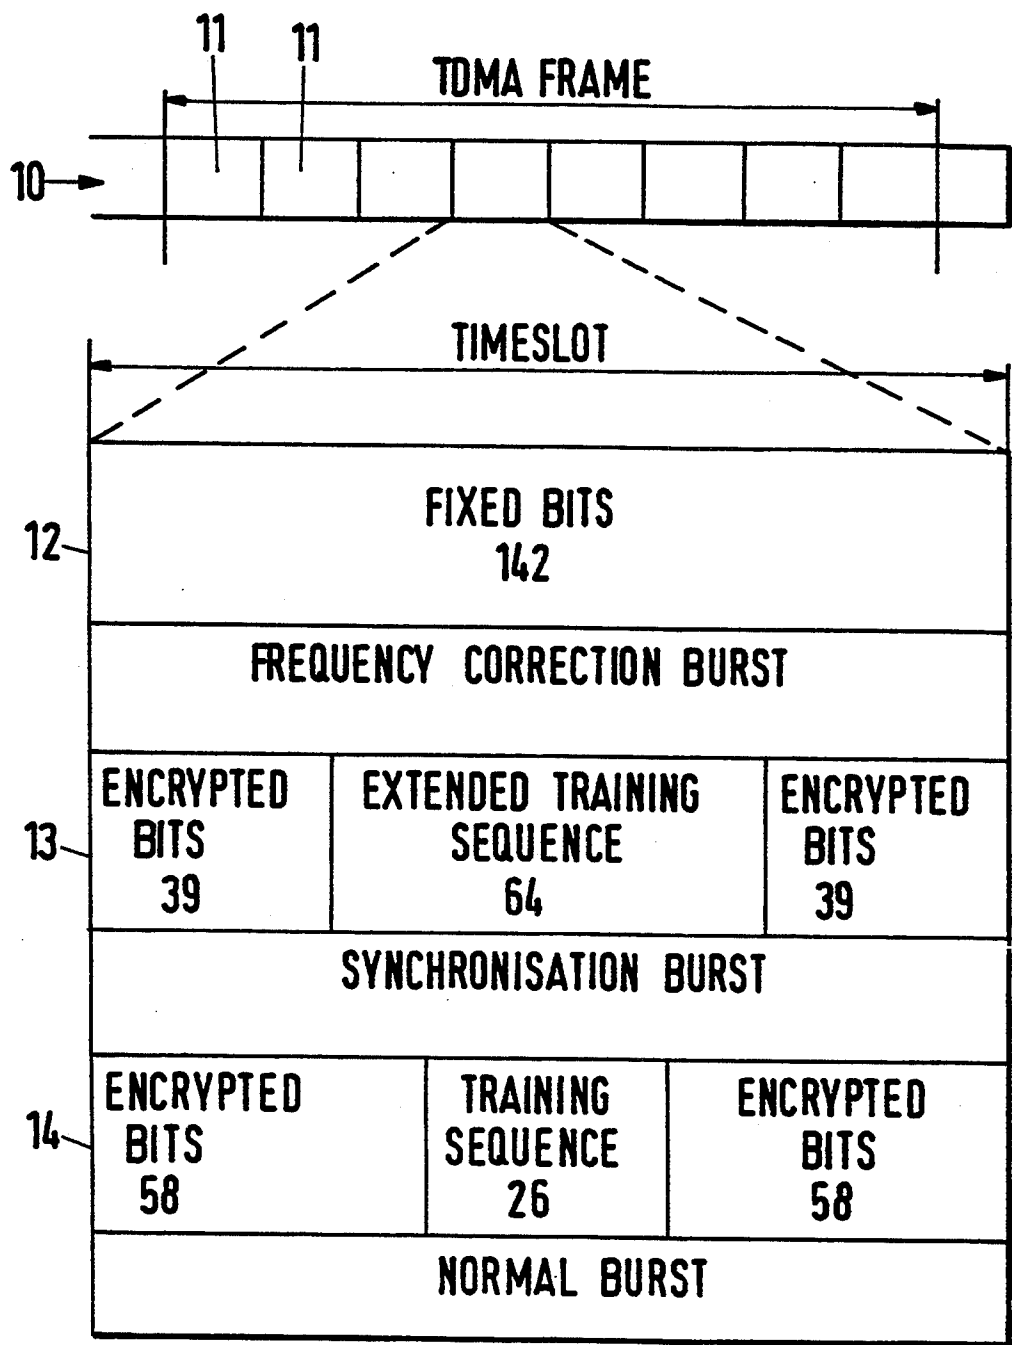 11 11
TDMA FRAME
10
TIMESLOT
12
FIXED BITS
142
FREQUENCY CORRECTION BURST
13
ENCRYPTED
BITS
39
EXTENDED TRAINING
SEQUENCE
64
ENCRYPTED
BITS
39
SYNCHRONISATION BURST
14
ENCRYPTED
BITS
58
TRAINING
SEQUENCE
26
ENCRYPTED
BITS
58
NORMAL BURST